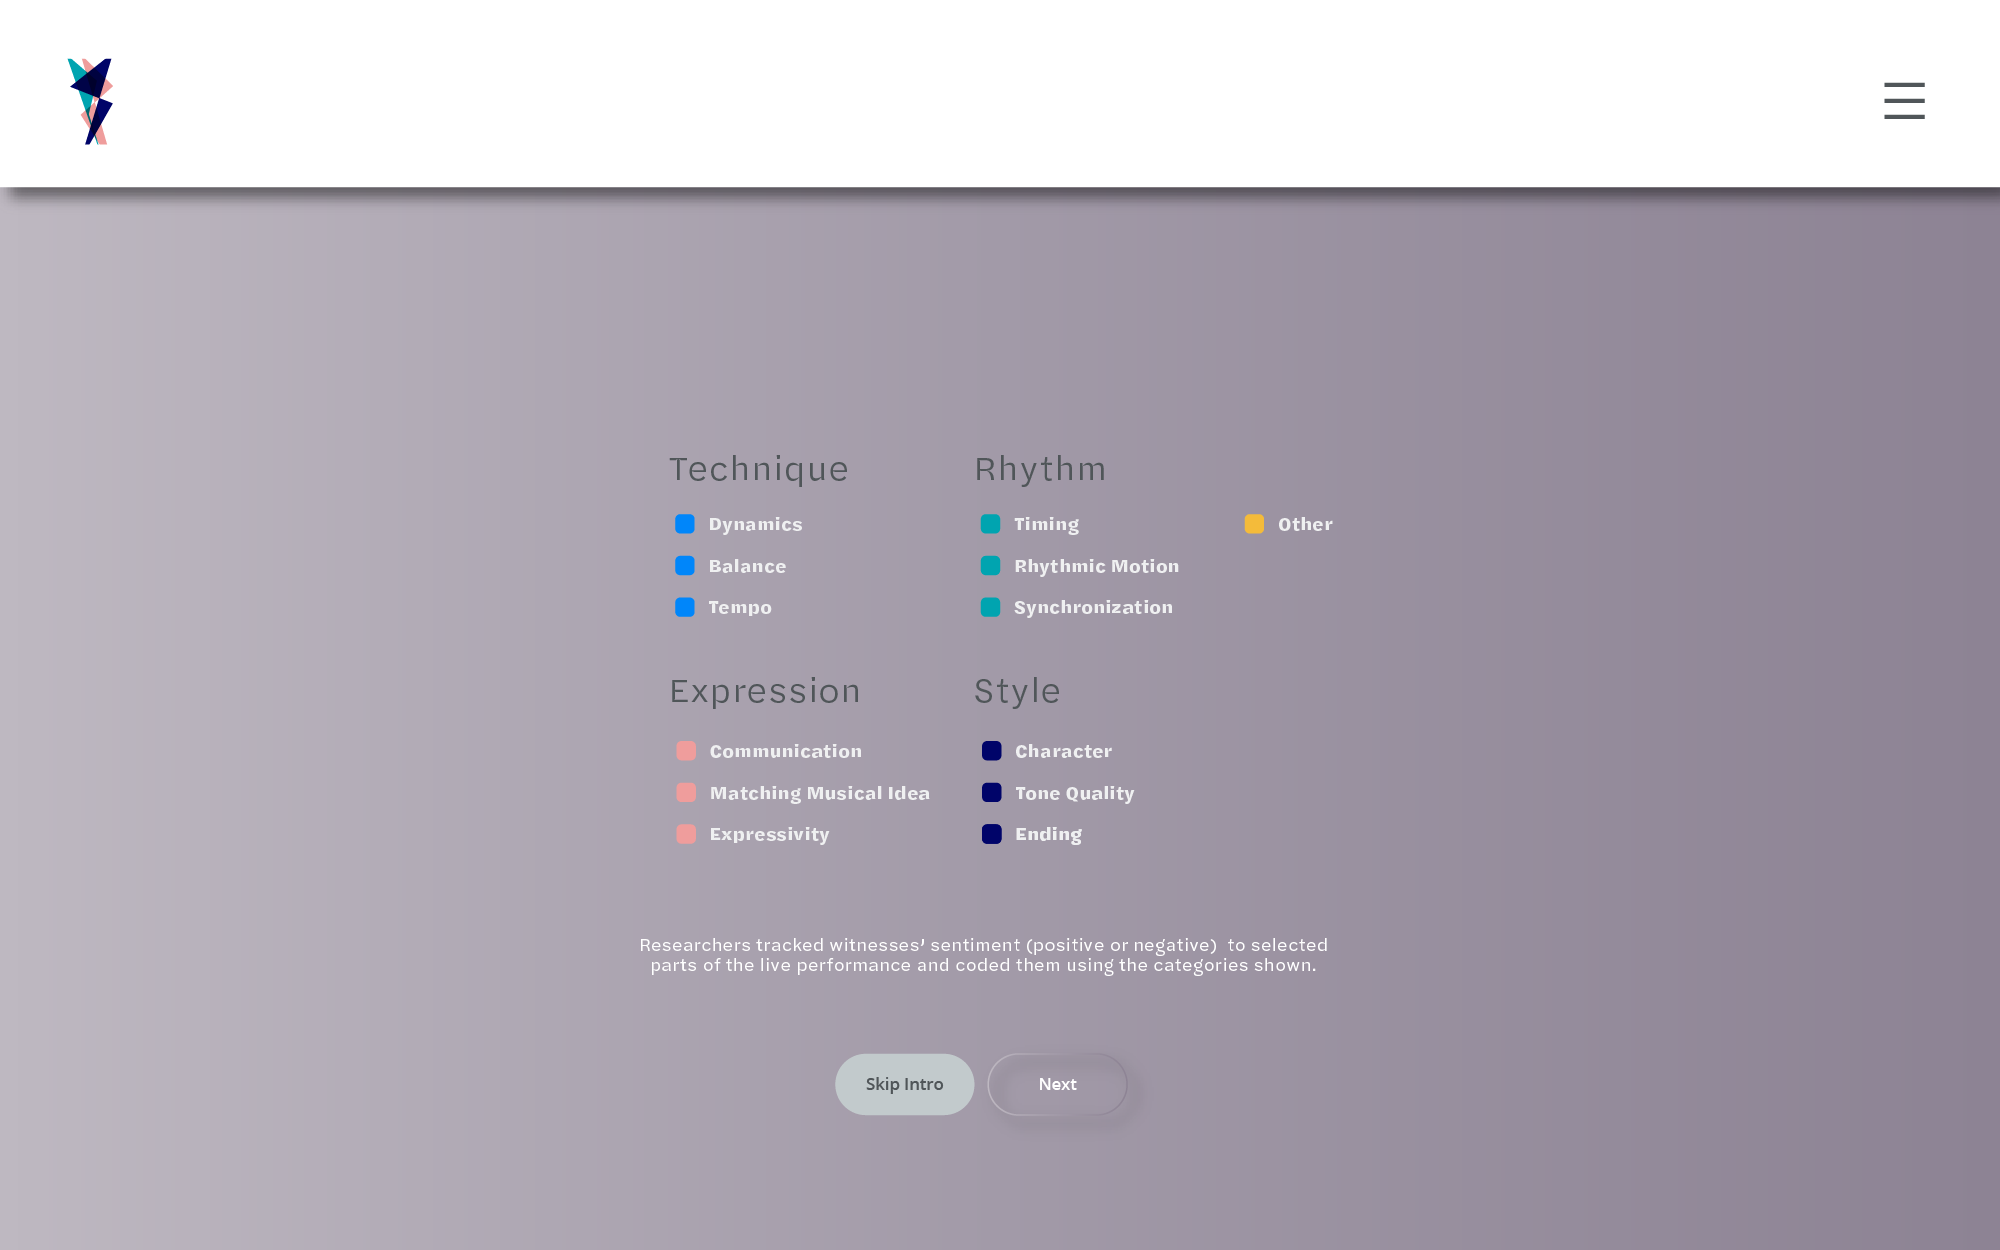 Technique
Dynamics
Balance
Tempo
Rhythm
Timing
Rhythmic Motion
Synchronization
Other
Expression
Communication
Matching Musical Idea
Expressivity
Style
Character
Tone Quality
Ending
Researchers tracked witnesses' sentiment (positive or negative)  to selected
parts of the live performance and coded them using the categories shown.
Skip Intro
Next